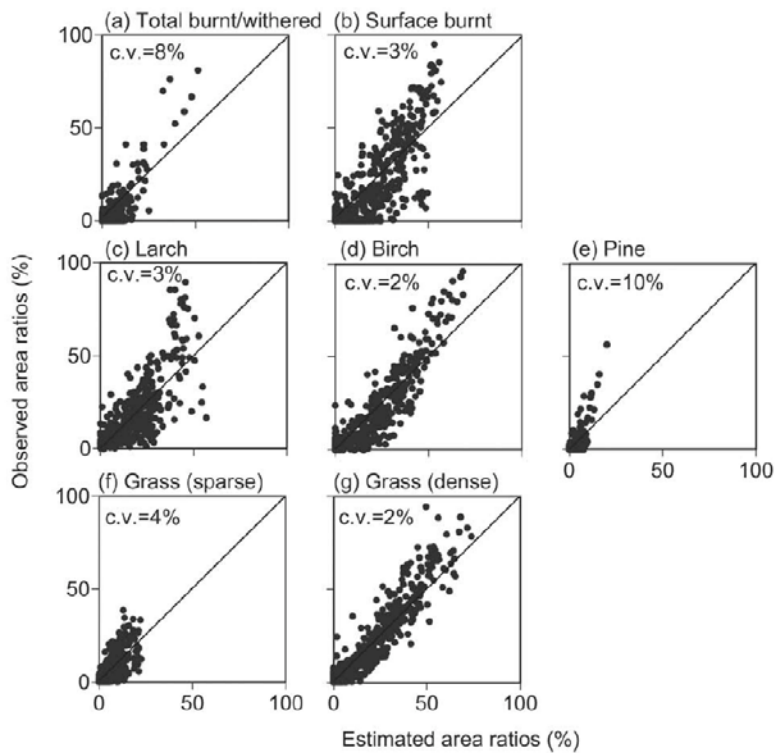 (a) Total burnt/withered
(b) Surface burnt
100
c.v.=8%
c.v.=3%
50
0
(c) Larch
(d) Birch
(e) Pine
100
c.v.=3%
c.v.=2%
c.v.=10%
50
0
0 50 100
(f) Grass (sparse)
(g) Grass (dense)
100
c.v.=4%
c.v.=2%
50
0
0 50 100
0 50 100
Observed area ratios (%)
Estimated area ratios (%)